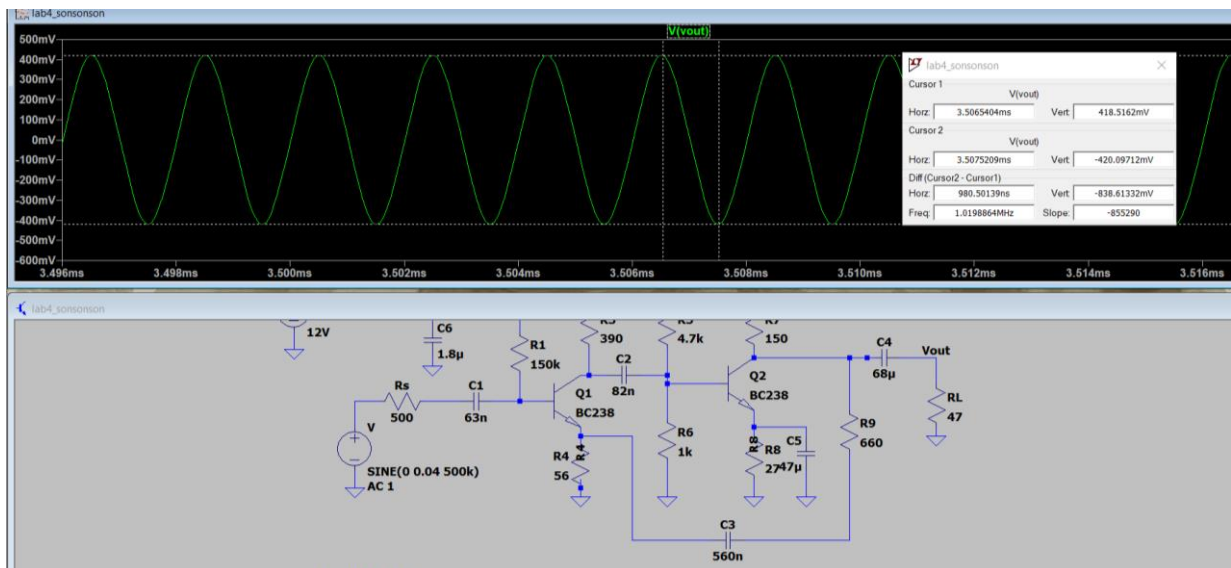 lab4_sonsonson
V(vout)
500mV
400mV
300mV
200mV
100mV
0mV
-100mV
-200mV
-300mV
-400mV
-500mV
-600mV
3.496ms 3.498ms 3.500ms 3.502ms 3.504ms 3.506ms 3.508ms 3.510ms 3.512ms 3.514ms 3.516ms
lab4_sonsonson
Cursor 1
V(vout)
Horz: 3.5065404ms Vert: 418.5162mV
Cursor 2
V(vout)
Horz: 3.5075209ms Vert: -420.09712mV
Diff (Cursor2 - Cursor1)
Horz: 980.50139ns Vert: -838.61332mV
Freq: 1.0198864MHz Slope: -855290
lab4_sonsonson
12V
C6
1.8µ
R1
150k
390
4.7k
R7
150
C2
82n
C4
68µ
Vout
Rs
500
C1
63n
Q1
BC238
Q2
BC238
RL
47
R9
660
V
SINE(0 0.04 500k)
AC 1
R4
R4
56
R6
1k
R8
R8
27
C5
47µ
C3
560n